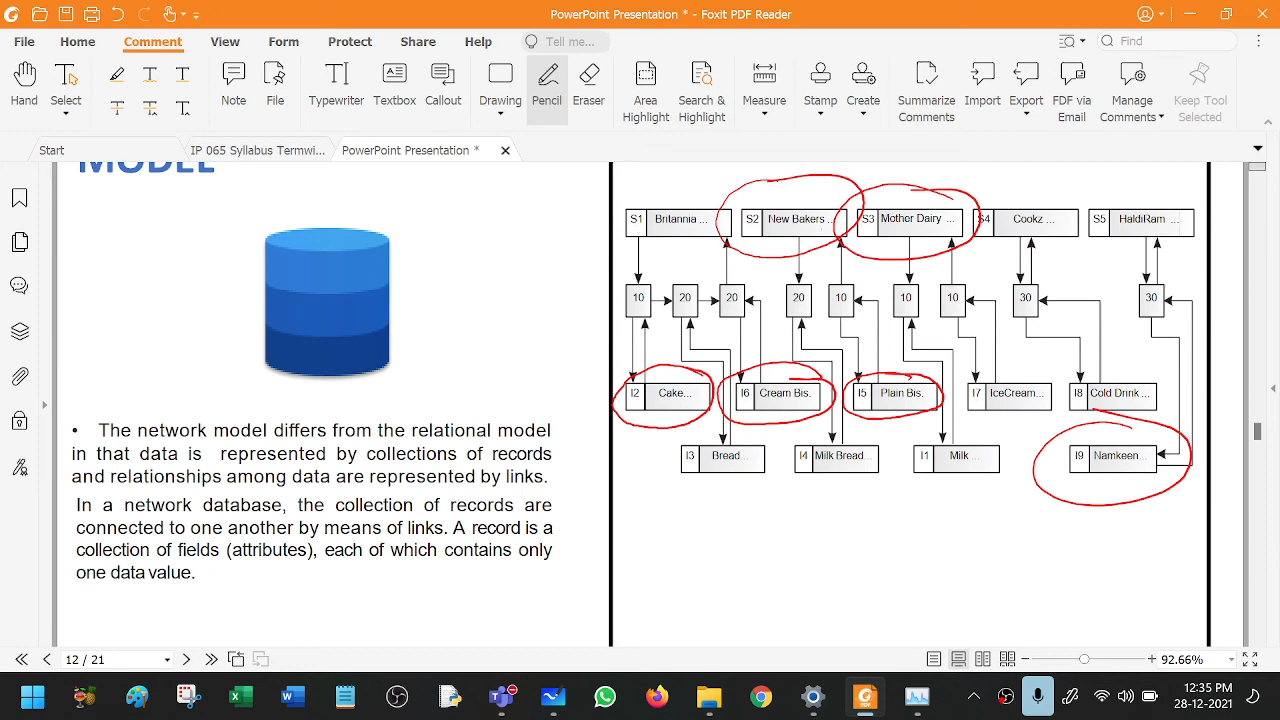 PowerPoint Presentation * - Foxit PDF Reader
File Home Comment View Form Protect Share Help Tell me... Find
Hand Select Note File Typewriter Textbox Callout Drawing Pencil Eraser Area Highlight Search & Highlight Measure Stamp Create Summarize Comments Import Export FDF via Email Manage Comments Keep Tool Selected
Start IP 065 Syllabus Termwi... PowerPoint Presentation *
MODEL
• The network model differs from the relational model
in that data is represented by collections of records
and relationships among data are represented by links.
In a network database, the collection of records are
connected to one another by means of links. A record is a
collection of fields (attributes), each of which contains only
one data value.
S1 Britannia ... S2 New Bakers ... S3 Mother Dairy ... S4 Cookz ... S5 HaldiRam ...
10 20 20 20 10 10 10 30 30
I2 Cake... I6 Cream Bis. I5 Plain Bis. I7 IceCream... I8 Cold Drink ...
I3 Bread... I4 Milk Bread... I1 Milk ... I9 Namkeen...
12 / 21 92.66%
12:35 PM
28-12-2021